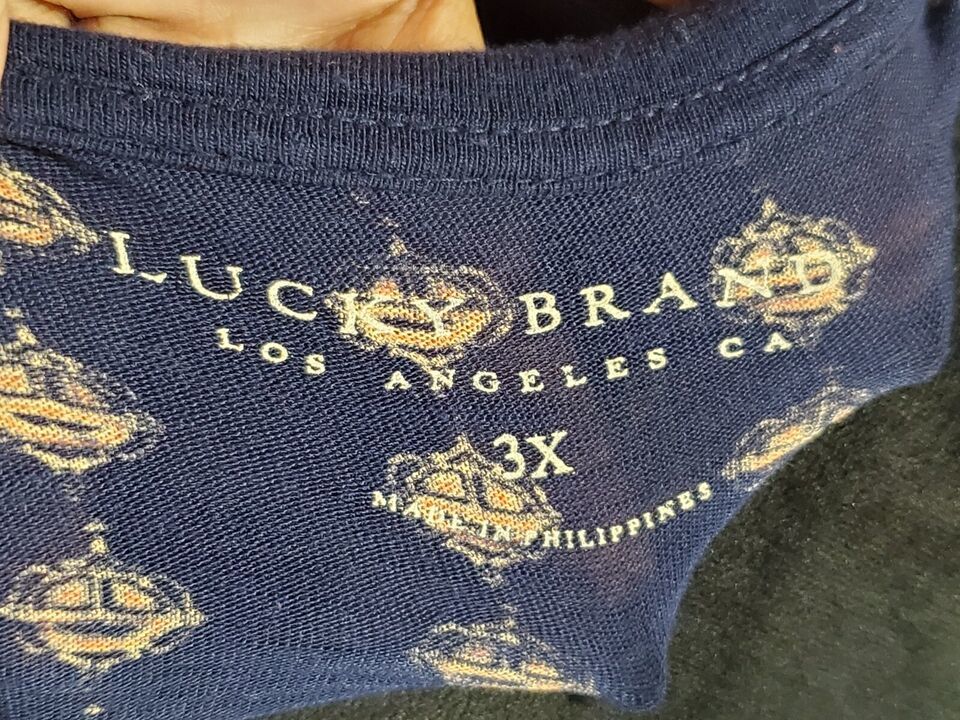 LUCKY BRAND
LOS ANGELES CA
3X
MADE IN PHILIPPINES